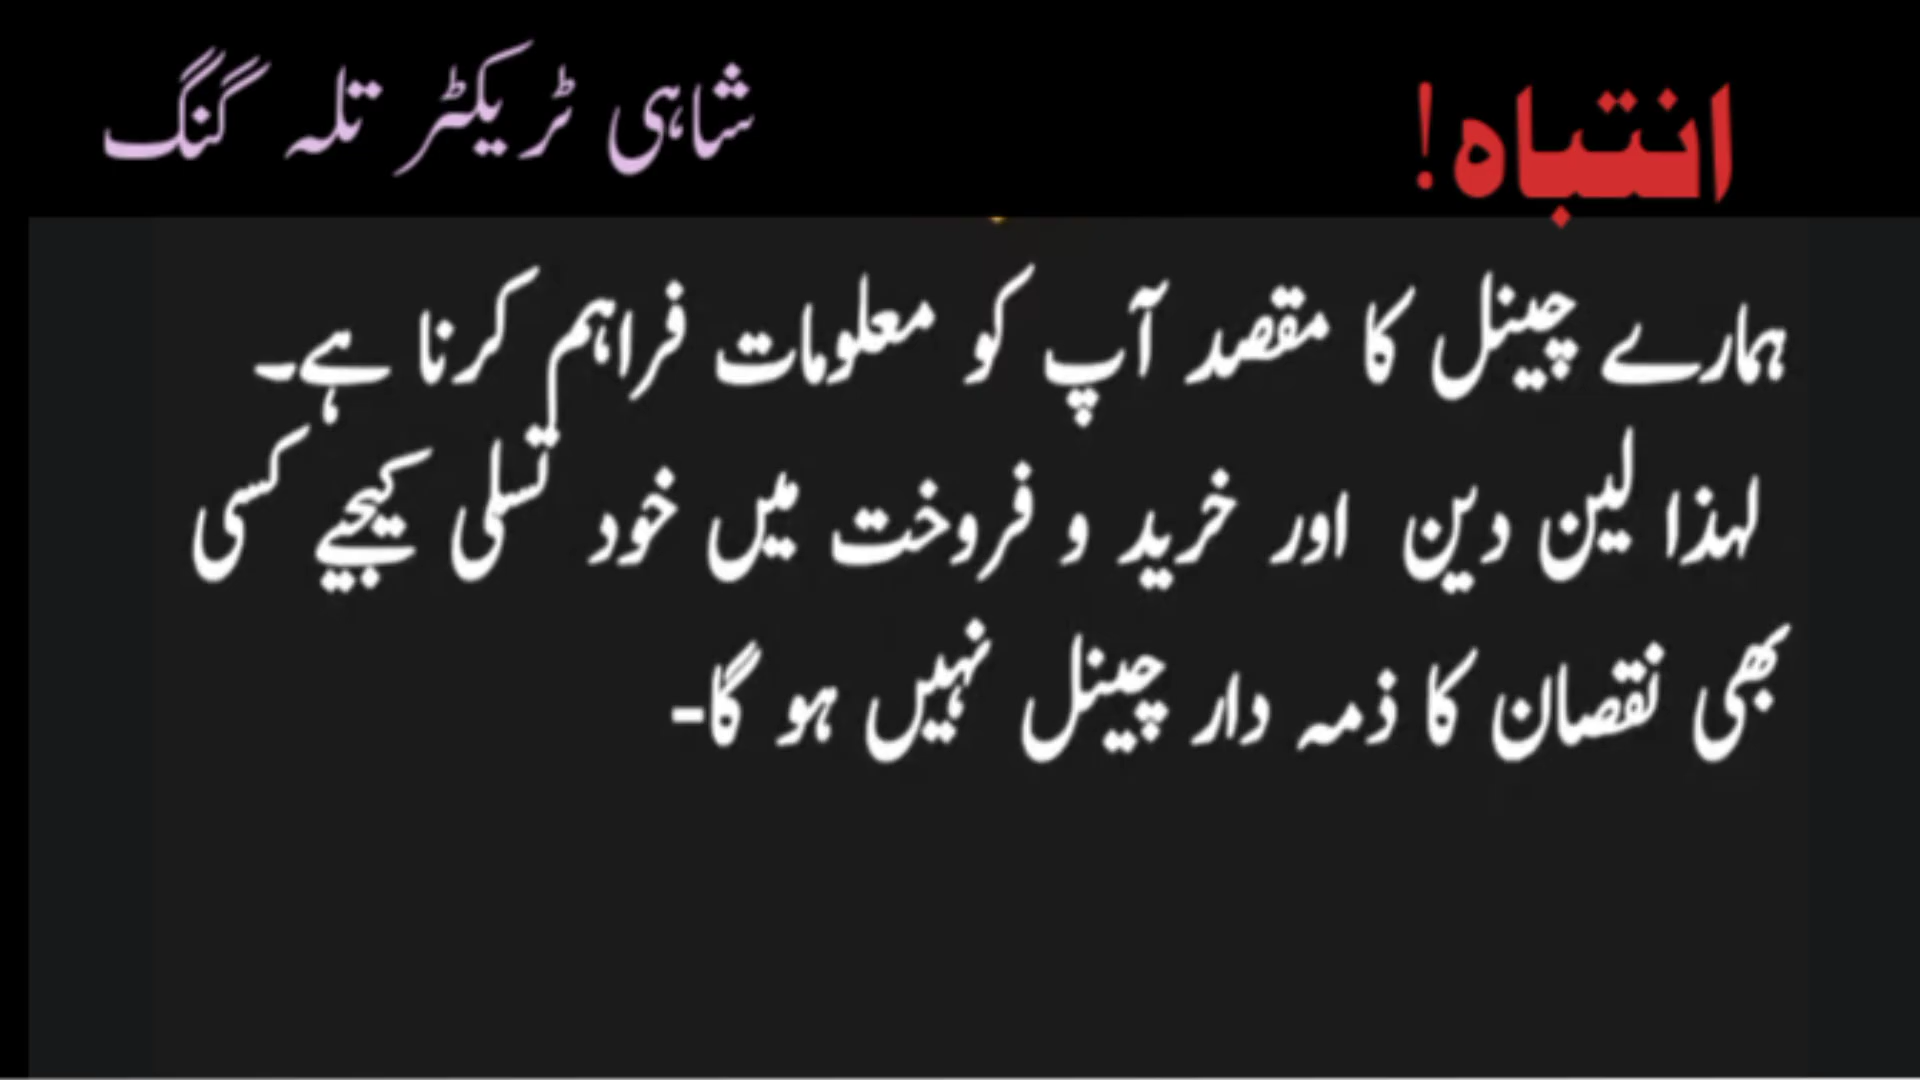 انتباہ!
شاہی ٹریکٹر تلہ گنگ
ہمارے چینل کا مقصد آپ کو معلومات فراہم کرنا ہے۔
لہذا لین دین اور خرید و فروخت میں خود تسلی کیجیے کسی
بھی نقصان کا ذمہ دار چینل نہیں ہو گا-